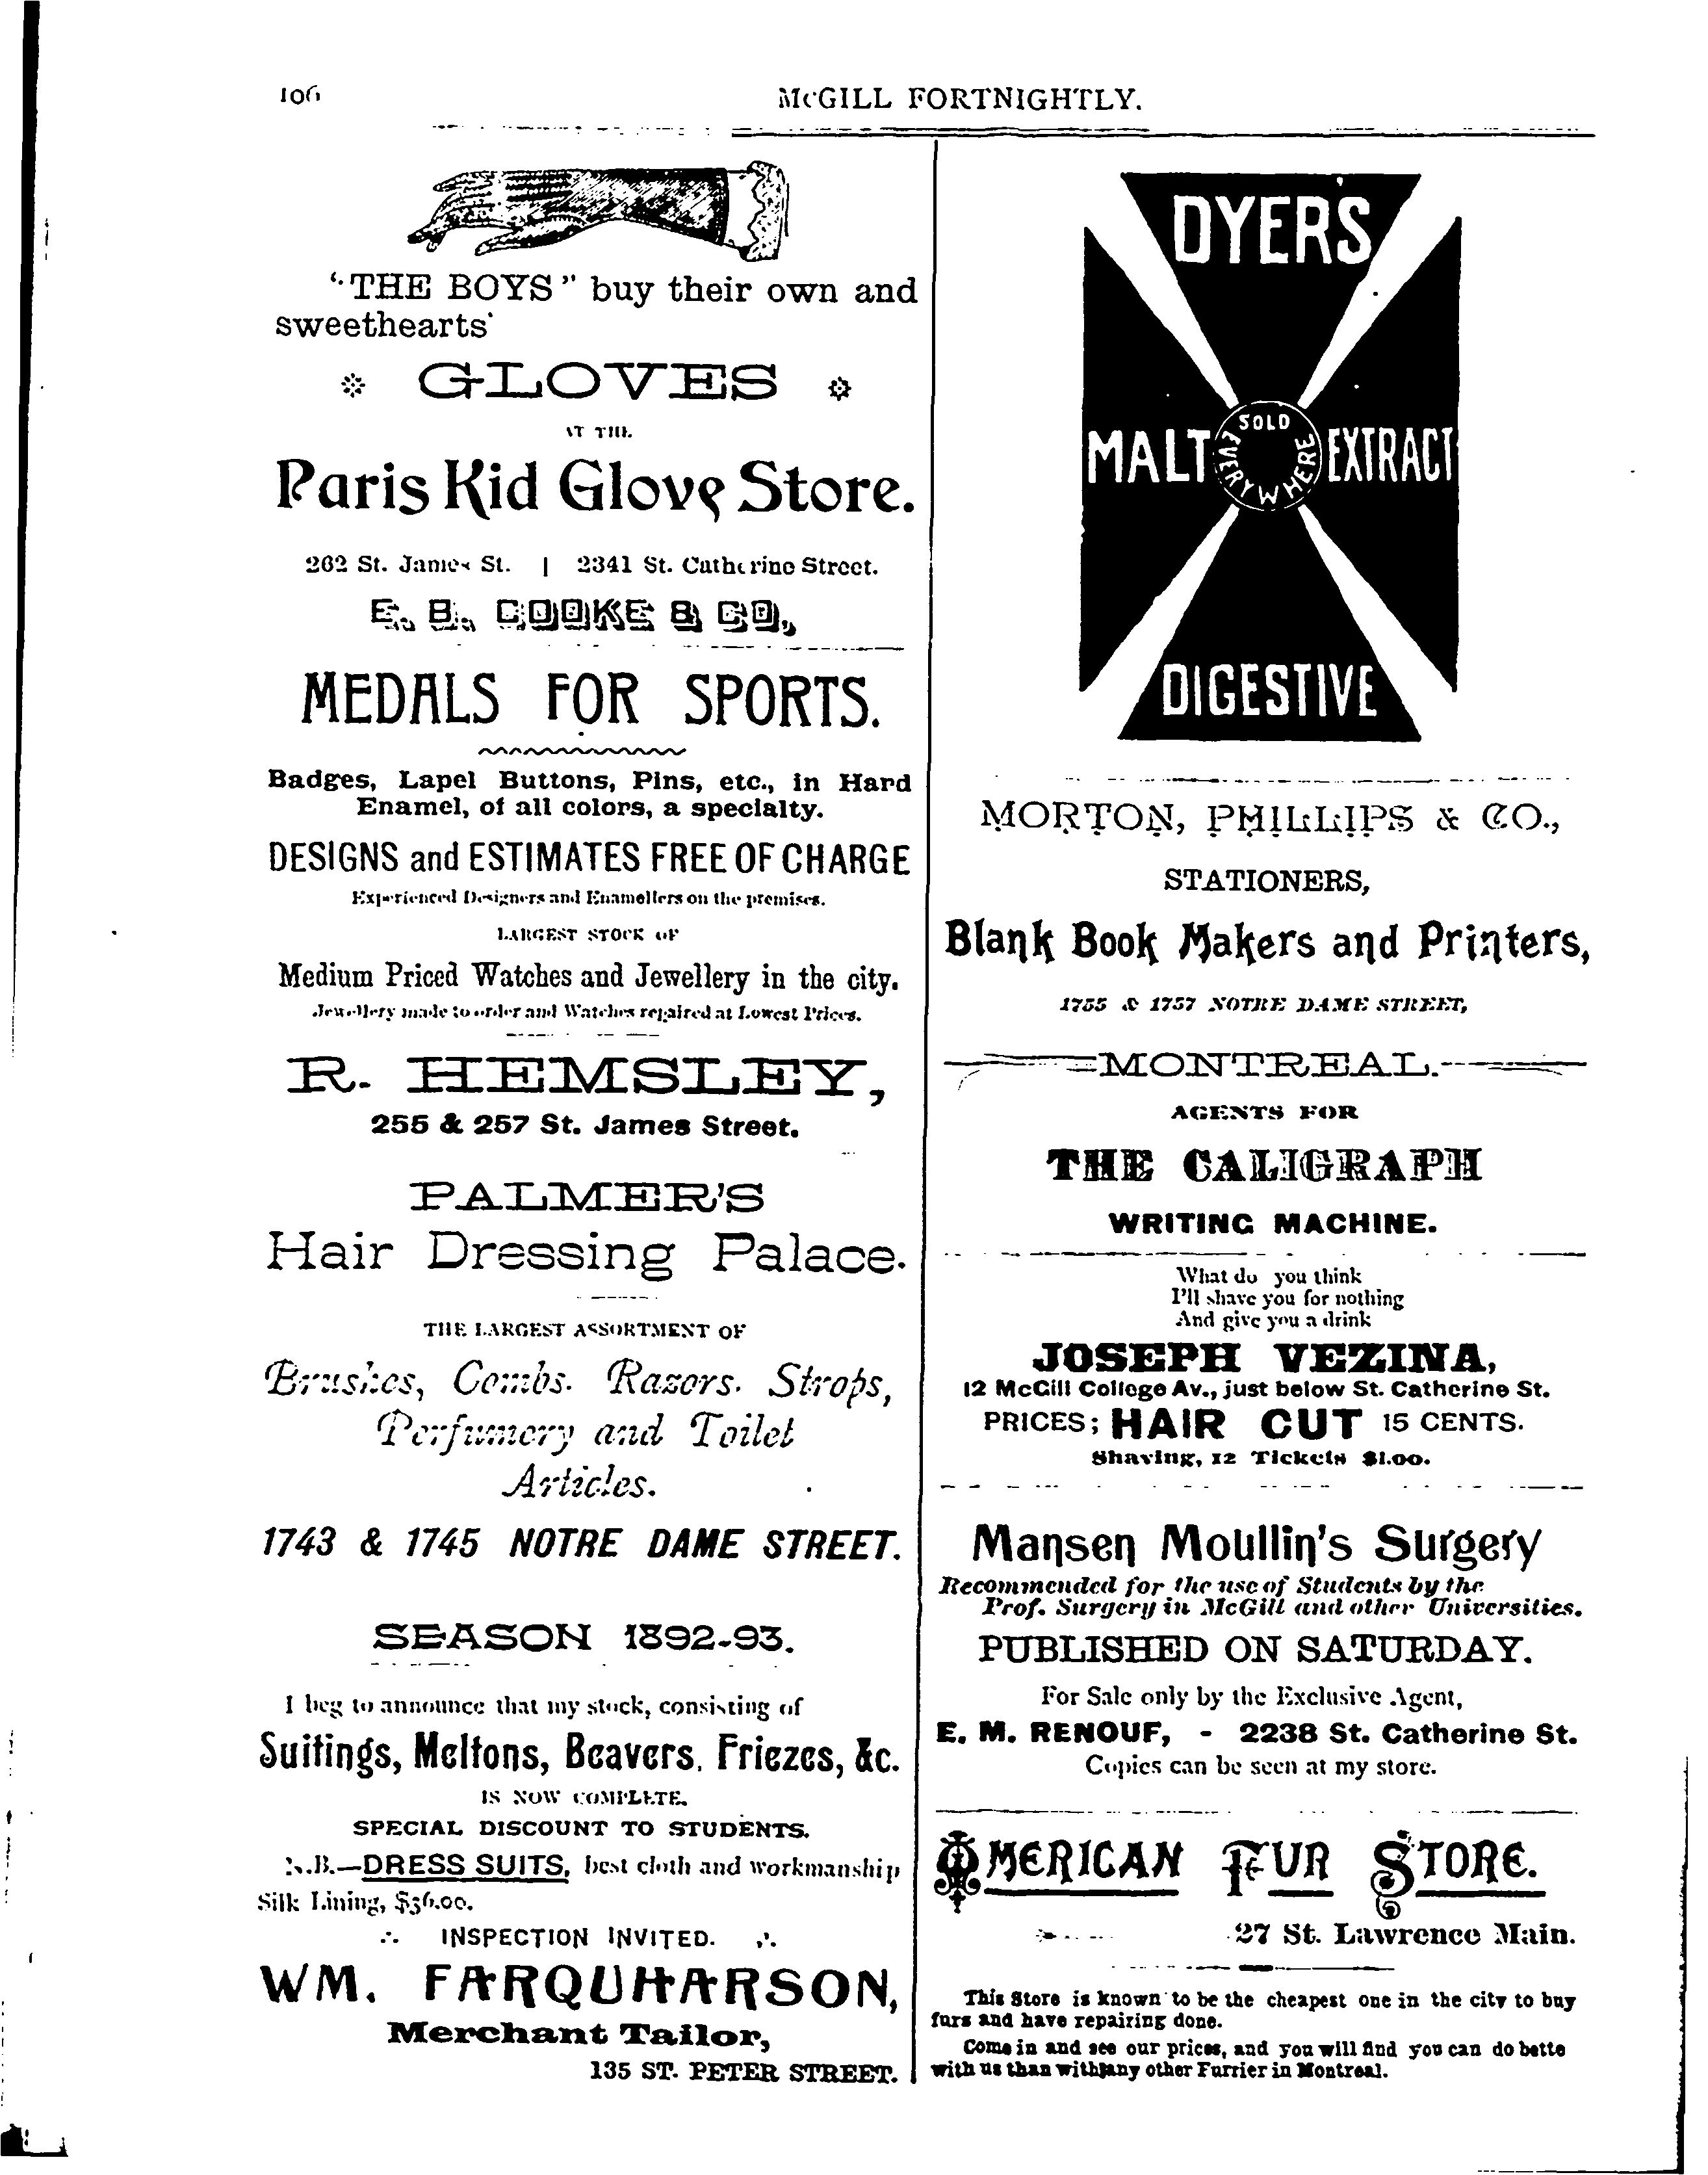 106
McGILL FORTNIGHTLY.
"THE BOYS" buy their own and
sweethearts'
GLOVES
AT THE
Paris Kid Glove Store.
262 St. James St. | 2341 St. Catherine Street.
E. B. COOKE & CO,
MEDALS FOR SPORTS.
Badges, Lapel Buttons, Pins, etc., in Hard
Enamel, of all colors, a specialty.
DESIGNS and ESTIMATES FREE OF CHARGE
Experienced Designers and Enamellers on the premises.
LARGEST STOCK OF
Medium Priced Watches and Jewellery in the city.
Jewellery made to order and Watches repaired at Lowest Prices.
R. HEMSLEY,
255 & 257 St. James Street.
PALMER'S
Hair Dressing Palace.
THE LARGEST ASSORTMENT OF
Brushes, Combs. Razors. Strops,
Perfumery and Toilet
Articles.
1743 & 1745 NOTRE DAME STREET.
SEASON 1892-93.
I beg to announce that my stock, consisting of
Suitings, Meltons, Beavers, Friezes, &c.
IS NOW COMPLETE.
SPECIAL DISCOUNT TO STUDENTS.
N.B.—DRESS SUITS, best cloth and workmanship
Silk Lining, $36.00.
INSPECTION INVITED.
WM. FARQUHARSON,
Merchant Tailor,
135 ST. PETER STREET.
DYER'S
MALT SOLD EVERYWHERE EXTRACT
DIGESTIVE
MORTON, PHILLIPS & CO.,
STATIONERS,
Blank Book Makers and Printers,
1755 & 1757 NOTRE DAME STREET,
MONTREAL.
AGENTS FOR
THE CALIGRAPH
WRITING MACHINE.
What do you think
I'll shave you for nothing
And give you a drink
JOSEPH VEZINA,
12 McGill College Av., just below St. Catherine St.
PRICES; HAIR CUT 15 CENTS.
Shaving, 12 Tickets $1.00.
Mansen Moullin's Surgery
Recommended for the use of Students by the
Prof. Surgery in McGill and other Universities.
PUBLISHED ON SATURDAY.
For Sale only by the Exclusive Agent,
E. M. RENOUF, - 2238 St. Catherine St.
Copies can be seen at my store.
AMERICAN FUR STORE.
27 St. Lawrence Main.
This Store is known to be the cheapest one in the city to buy
furs and have repairing done.
Come in and see our prices, and you will find you can do bette
with us than with any other Furrier in Montreal.